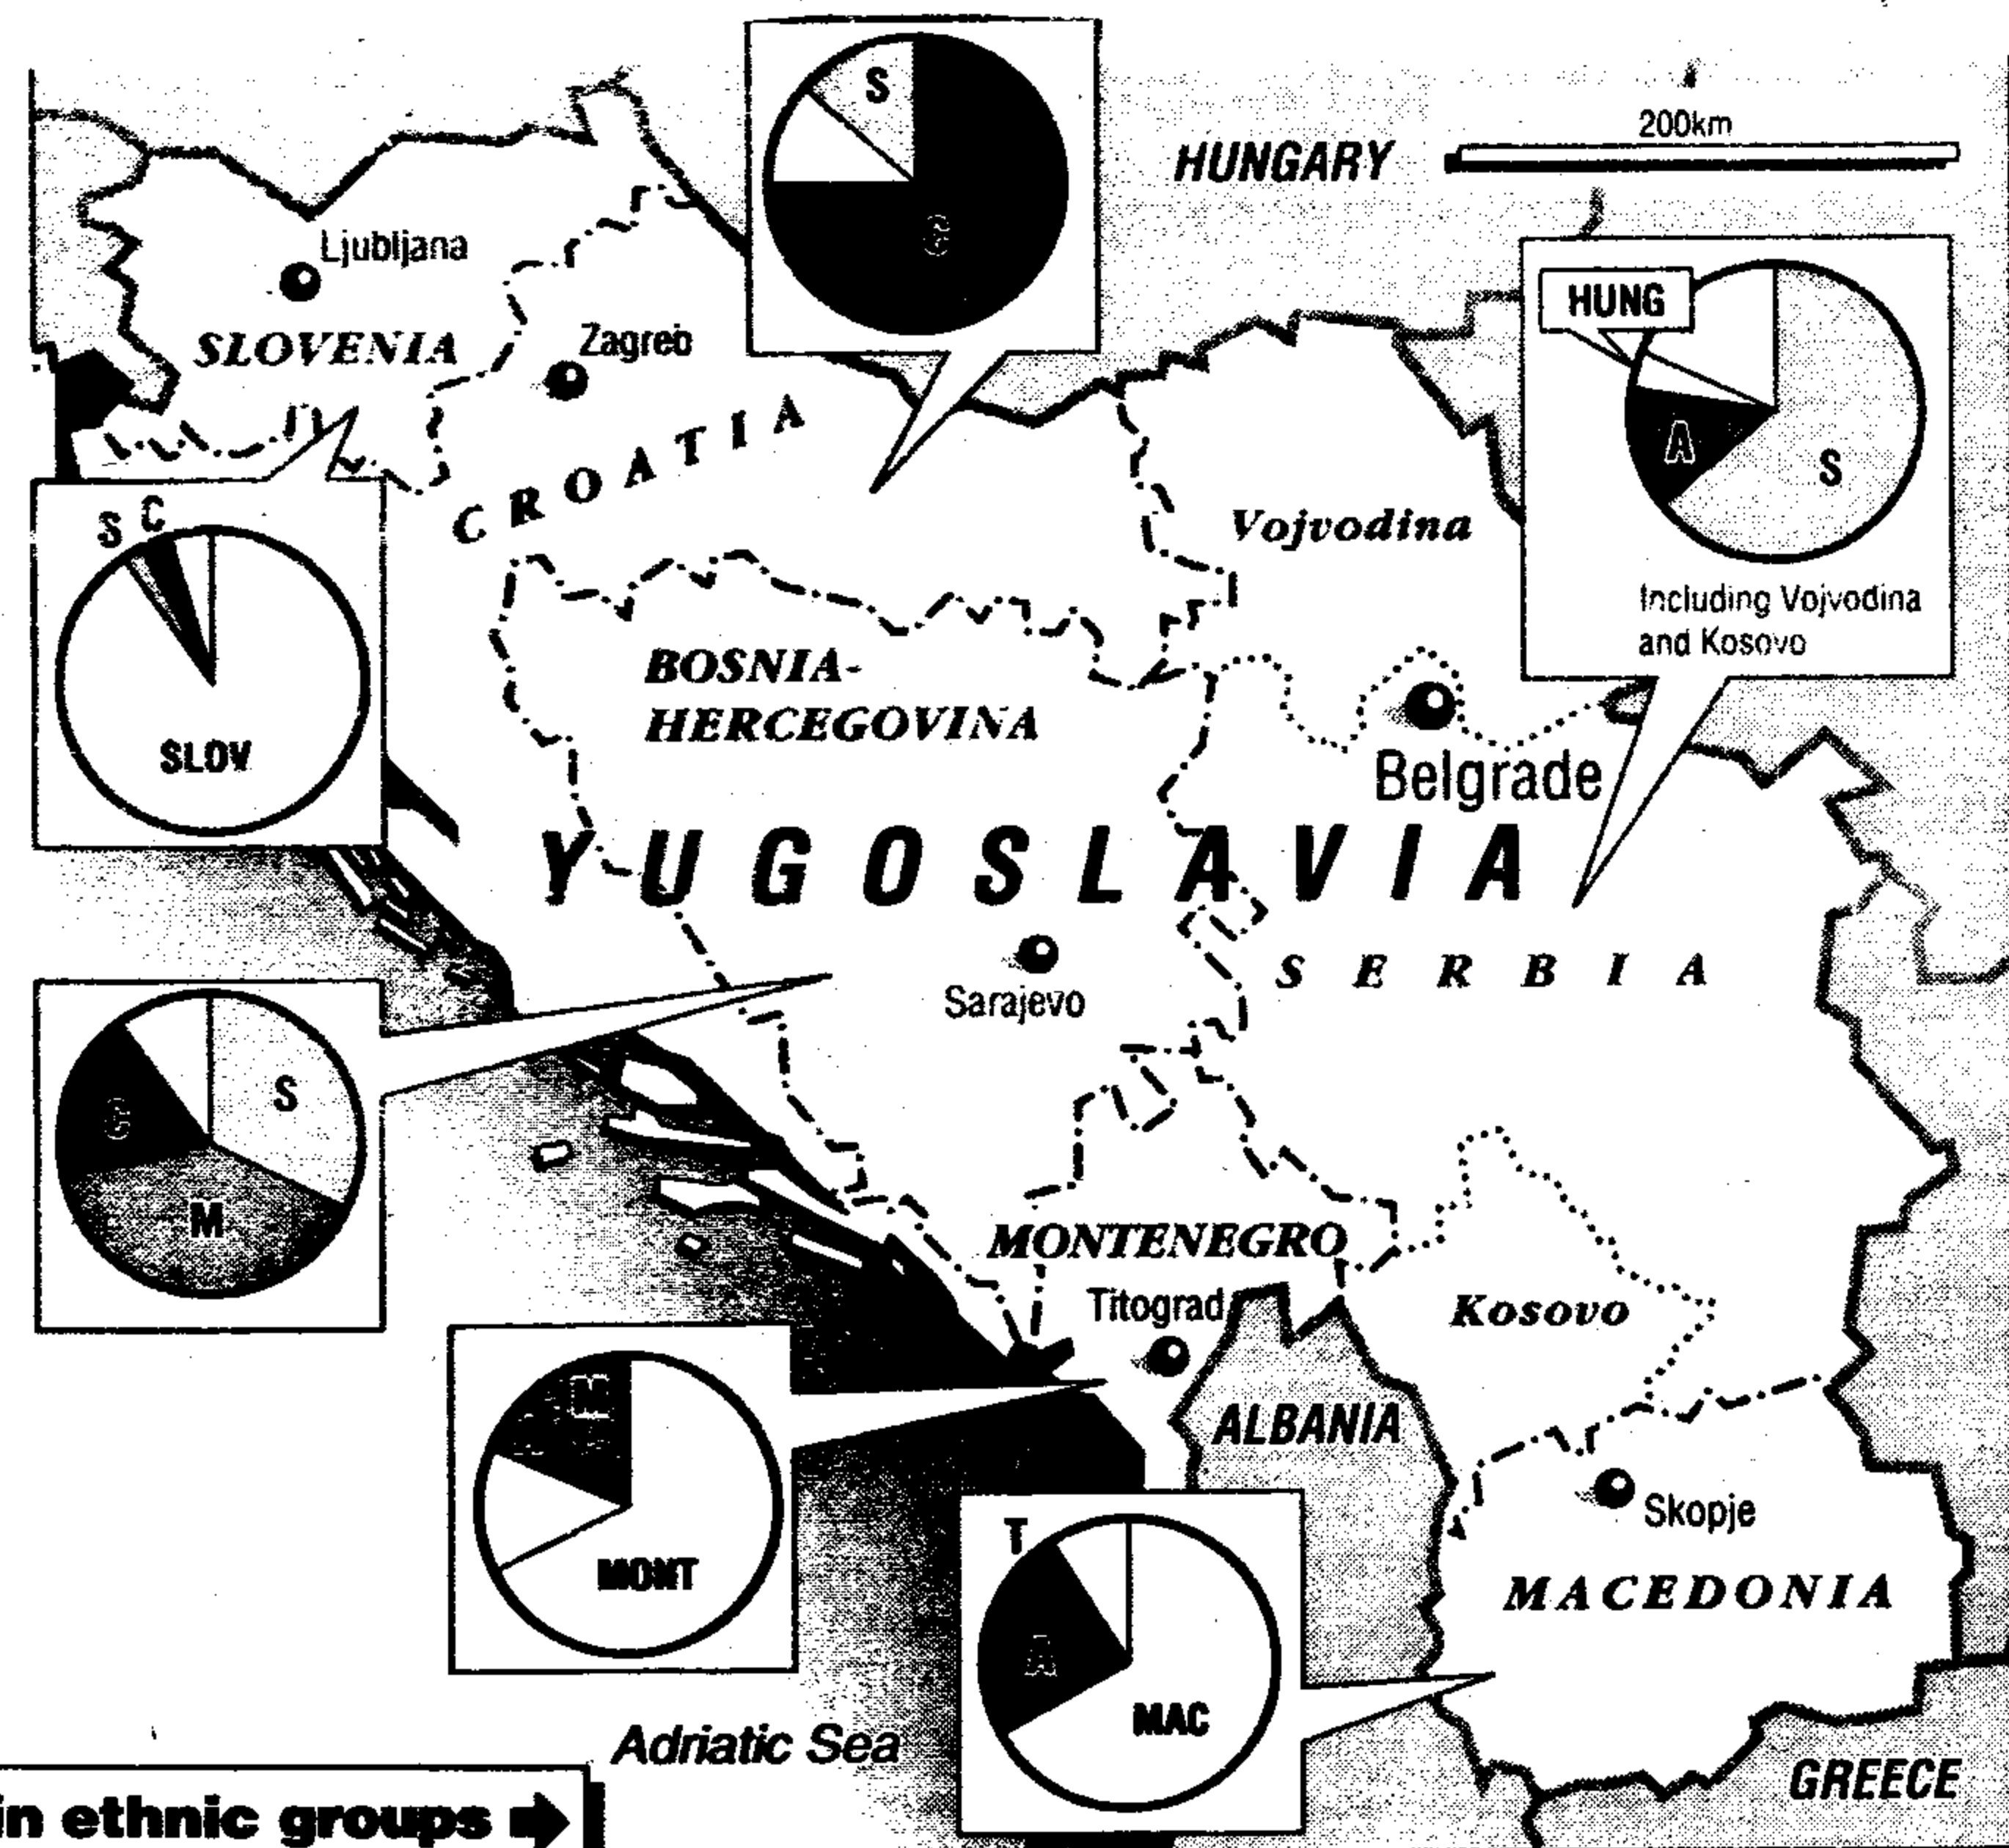 S
C
HUNGARY
200km
Ljubljana
SLOVENIA
Zagreb
CROATIA
HUNG
A
S
Including Vojvodina
and Kosovo
S C
SLOV
Vojvodina
BOSNIA-
HERCEGOVINA
Belgrade
YUGOSLAVIA
Sarajevo
SERBIA
S
C
M
MONTENEGRO
Titograd
Kosovo
ALBANIA
M
MONT
T
A
MAC
Skopje
MACEDONIA
Adriatic Sea
GREECE
in ethnic groups